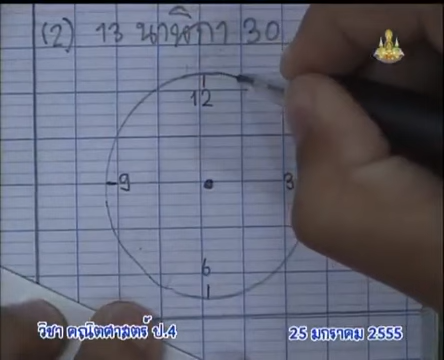 (2) 13 นาฬิกา 30
12
9
3
6
วิชา คณิตศาสตร์ ป.4
25 มกราคม 2555